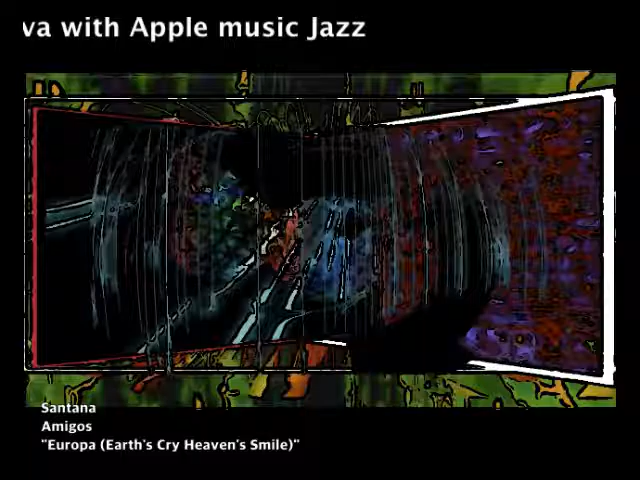 va with Apple music Jazz
Santana
Amigos
"Europa (Earth's Cry Heaven's Smile)"